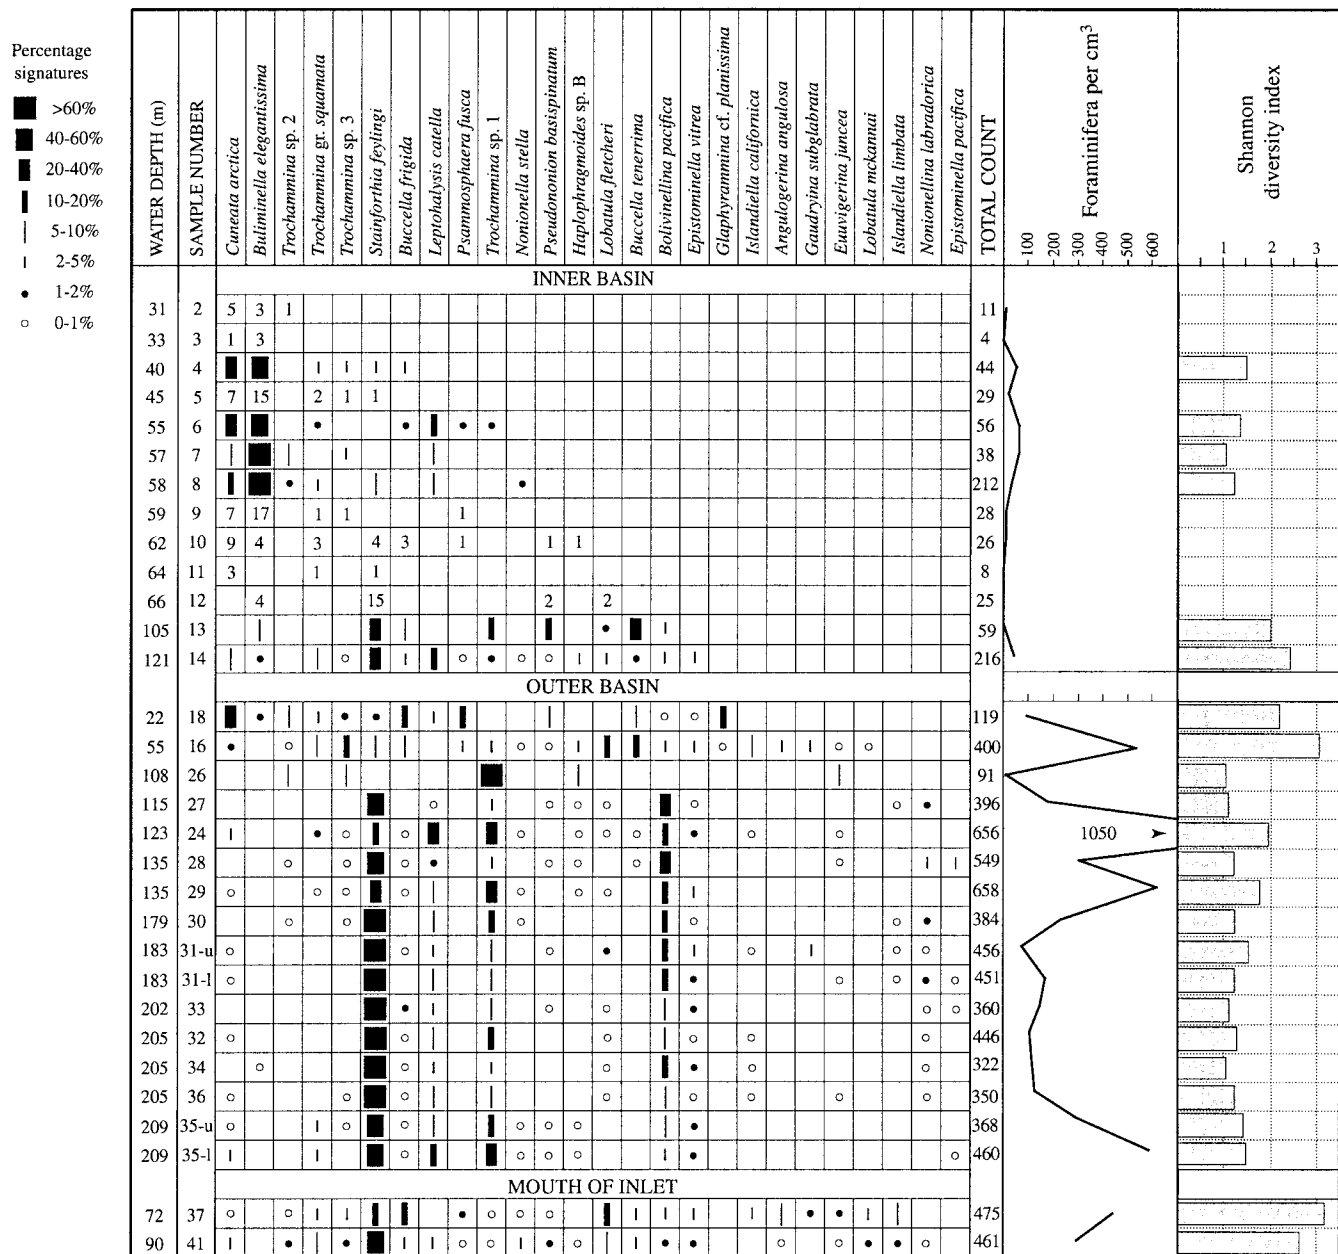 Percentage
signatures
>60%
40-60%
20-40%
10-20%
5-10%
2-5%
1-2%
0-1%
WATER DEPTH (m)
SAMPLE NUMBER
Cuneata arctica
Buliminella elegantissima
Trochammina sp. 2
Trochammina gr. squamata
Trochammina sp. 3
Stainforthia feylingi
Buccella frigida
Leptohalysis catella
Psammosphaera fusca
Trochammina sp. 1
Nonionella stella
Pseudononion basispinatum
Haplophragmoides sp. B
Lobatula fletcheri
Buccella tenerrima
Bolivinellina pacifica
Epistominella vitrea
Glaphyrammina cf. planissima
Islandiella californica
Angulogerina angulosa
Gaudryina subglabrata
Euuvigerina juncea
Lobatula mckannai
Islandiella limbata
Nonionellina labradorica
Epistominella pacifica
TOTAL COUNT
Foraminifera per cm³
100 200 300 400 500 600
Shannon
diversity index
1 2 3
INNER BASIN
31 2 5 3 1 11
33 3 1 3 4
40 4 44
45 5 7 15 2 1 1 29
55 6 56
57 7 38
58 8 212
59 9 7 17 1 1 1 28
62 10 9 4 3 4 3 1 1 1 26
64 11 3 1 1 8
66 12 4 15 2 2 25
105 13 59
121 14 216
OUTER BASIN
22 18 119
55 16 400
108 26 91
115 27 396
123 24 656 1050
135 28 549
135 29 658
179 30 384
183 31-u 456
183 31-l 451
202 33 360
205 32 446
205 34 322
205 36 350
209 35-u 368
209 35-l 460
MOUTH OF INLET
72 37 475
90 41 461